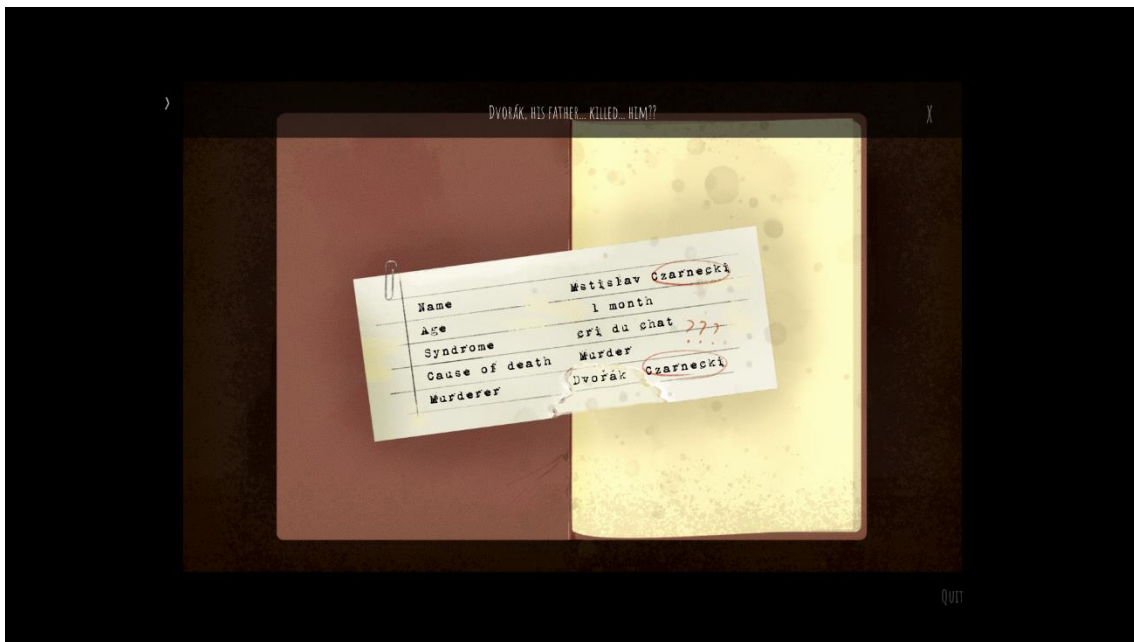 Dvořák, his father... killed... him??
X
Name Mstislav Czarnecki
Age 1 month
Syndrome cri du chat ???
Cause of death Murder
Murderer Dvořák Czarnecki
Quit